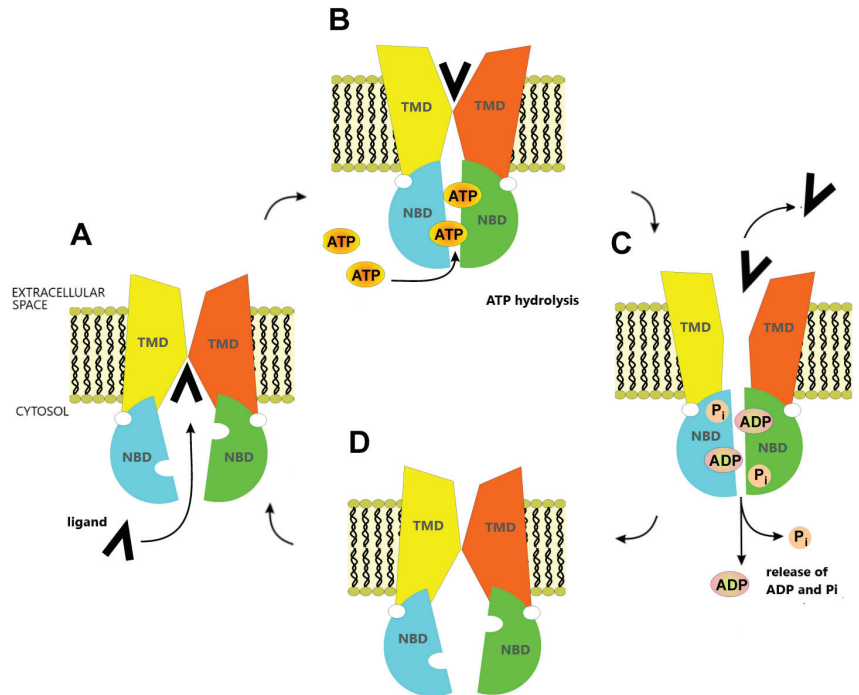 B
TMD
TMD
ATP
NBD
NBD
ATP
ATP
ATP
ATP hydrolysis
A
EXTRACELLULAR
SPACE
TMD
TMD
CYTOSOL
NBD
NBD
ligand
C
TMD
TMD
Pi
ADP
NBD
NBD
ADP
Pi
Pi
ADP
release of
ADP and Pi
D
TMD
TMD
NBD
NBD